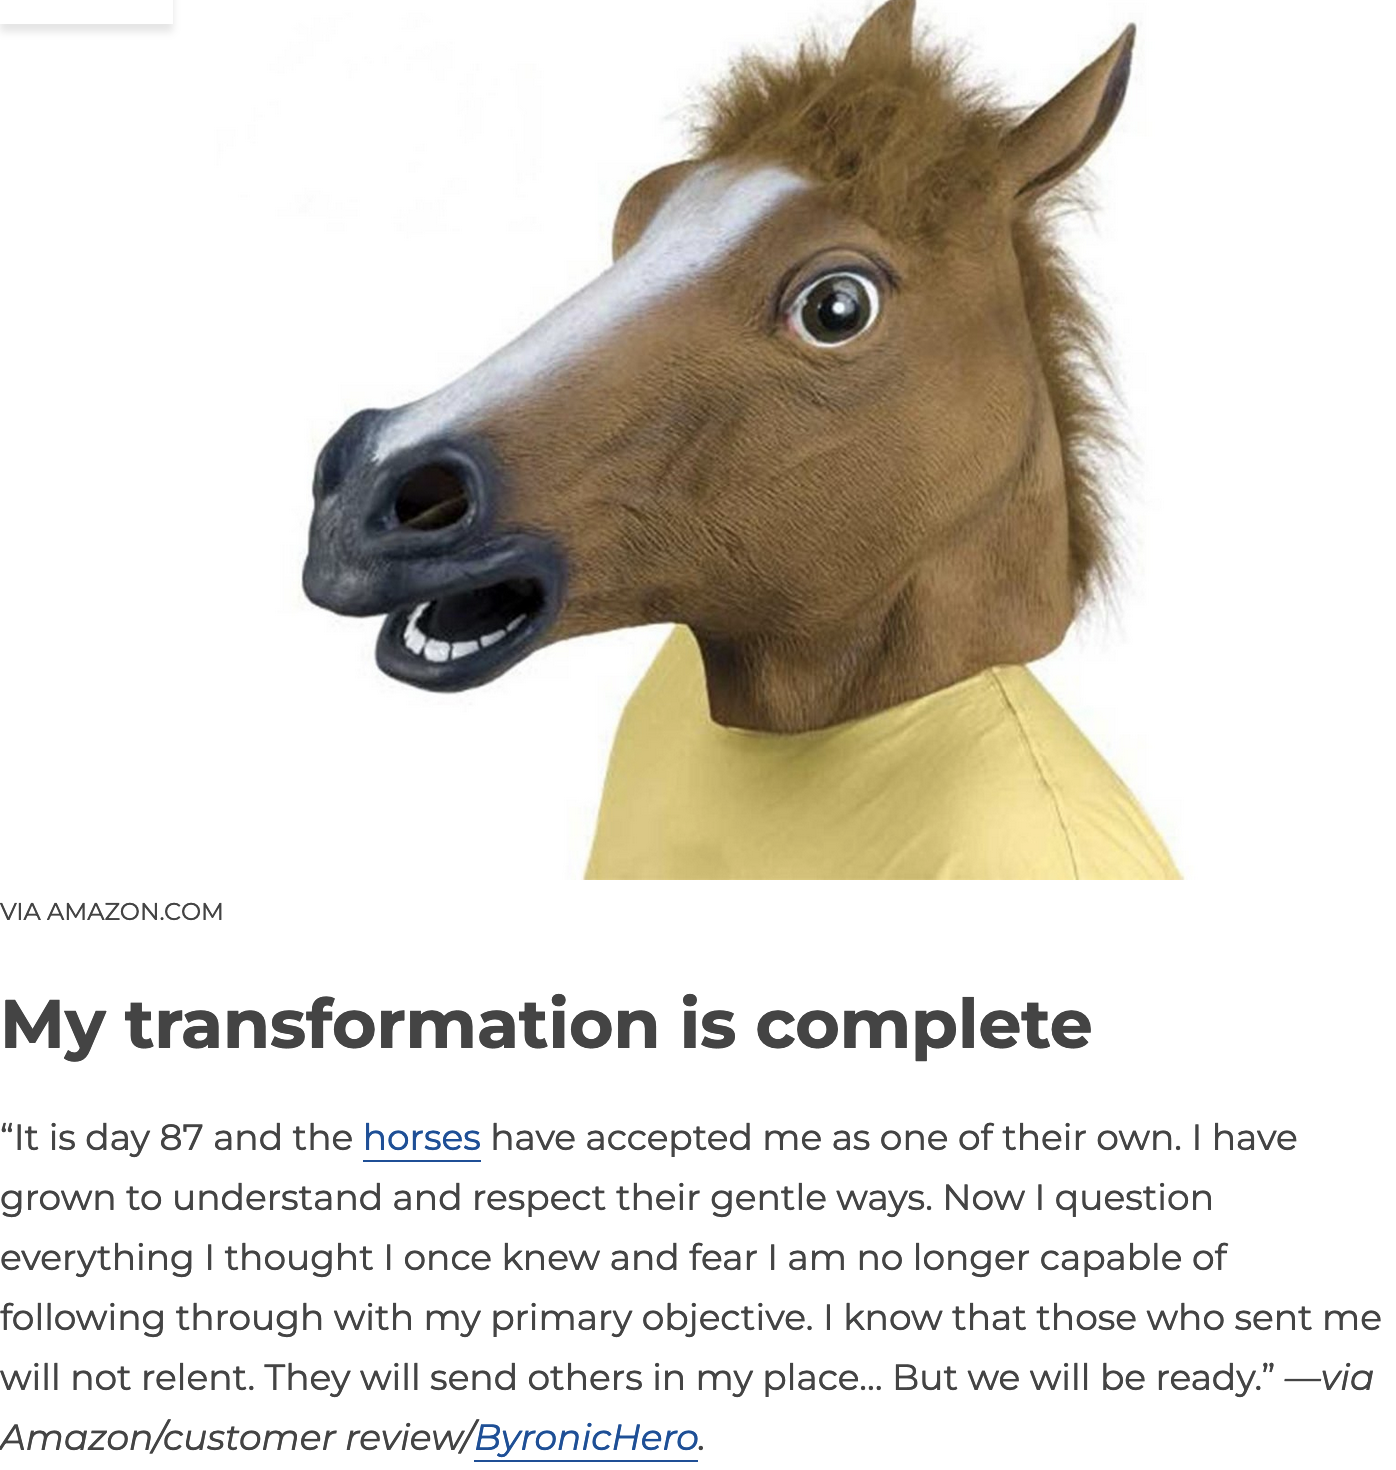 VIA AMAZON.COM
My transformation is complete
“It is day 87 and the horses have accepted me as one of their own. I have
grown to understand and respect their gentle ways. Now I question
everything I thought I once knew and fear I am no longer capable of
following through with my primary objective. I know that those who sent me
will not relent. They will send others in my place... But we will be ready.” —via
Amazon/customer review/ByronicHero.